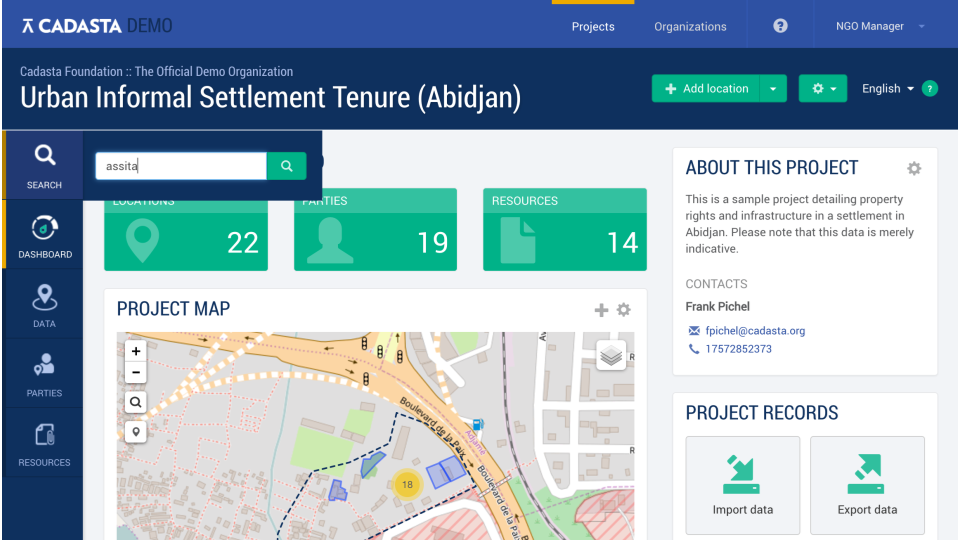 CADASTA DEMO
Projects
Organizations
?
NGO Manager
Cadasta Foundation :: The Official Demo Organization
Urban Informal Settlement Tenure (Abidjan)
+ Add location
English
?
SEARCH
assita
DASHBOARD
DATA
PARTIES
RESOURCES
LOCATIONS
22
PARTIES
19
RESOURCES
14
PROJECT MAP
+
−
Boulevard de la Paix
Adjamé
Boulevard de la Paix
18
R
R
ABOUT THIS PROJECT
This is a sample project detailing property
rights and infrastructure in a settlement in
Abidjan. Please note that this data is merely
indicative.
CONTACTS
Frank Pichel
fpichel@cadasta.org
17572852373
PROJECT RECORDS
Import data
Export data